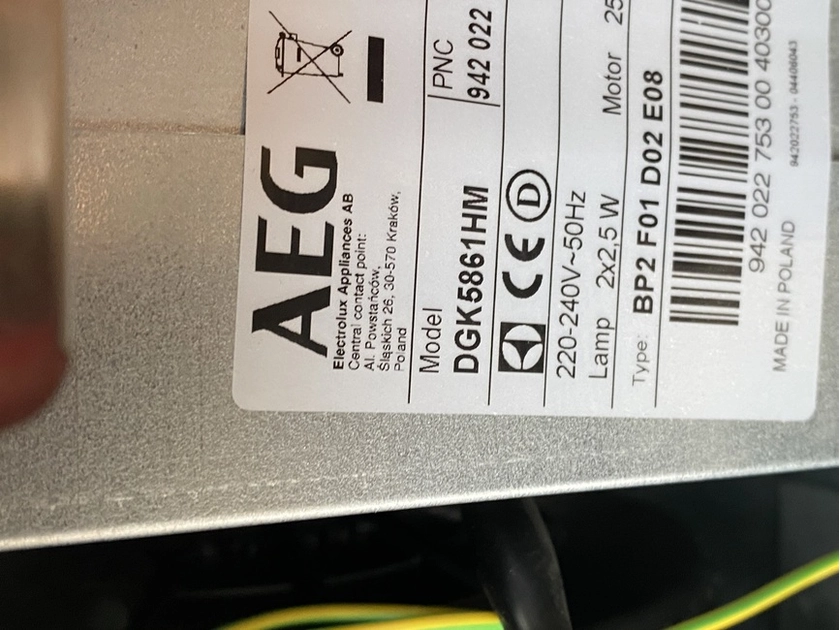 AEG
Electrolux Appliances AB
Central contact point:
Al. Powstańców,
Śląskich 26, 30-570 Kraków,
Poland
Model
DGK5861HM
PNC
942 022
CE D
220-240V~50Hz
Lamp 2x2,5 W Motor 25
Type: BP2 F01 D02 E08
942 022 753 00 40300
MADE IN POLAND
942022753 - 04406043